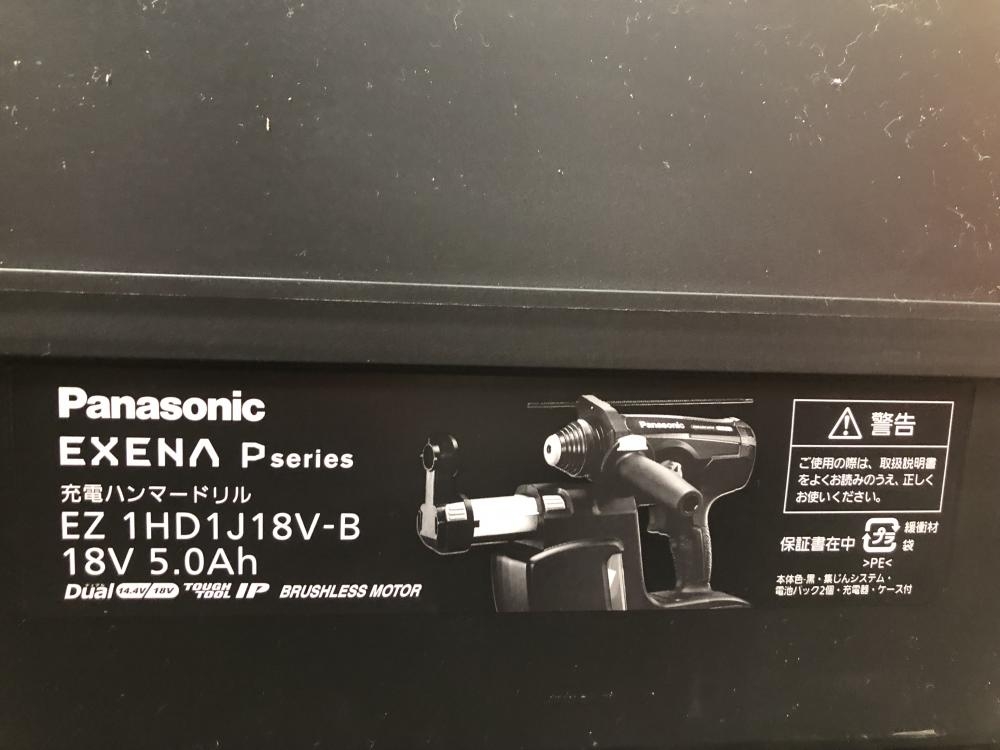 Panasonic
EXENA P series
充電ハンマードリル
EZ 1HD1J18V-B
18V 5.0Ah
Dual 14.4V/18V TOUGH TOOL IP BRUSHLESS MOTOR
Panasonic
警告
ご使用の際は、取扱説明書
をよくお読みのうえ、正しく
お使いください。
保証書在中 プラ 緩衝材
袋
>PE<
本体色:黒・集じんシステム・
電池パック2個・充電器・ケース付